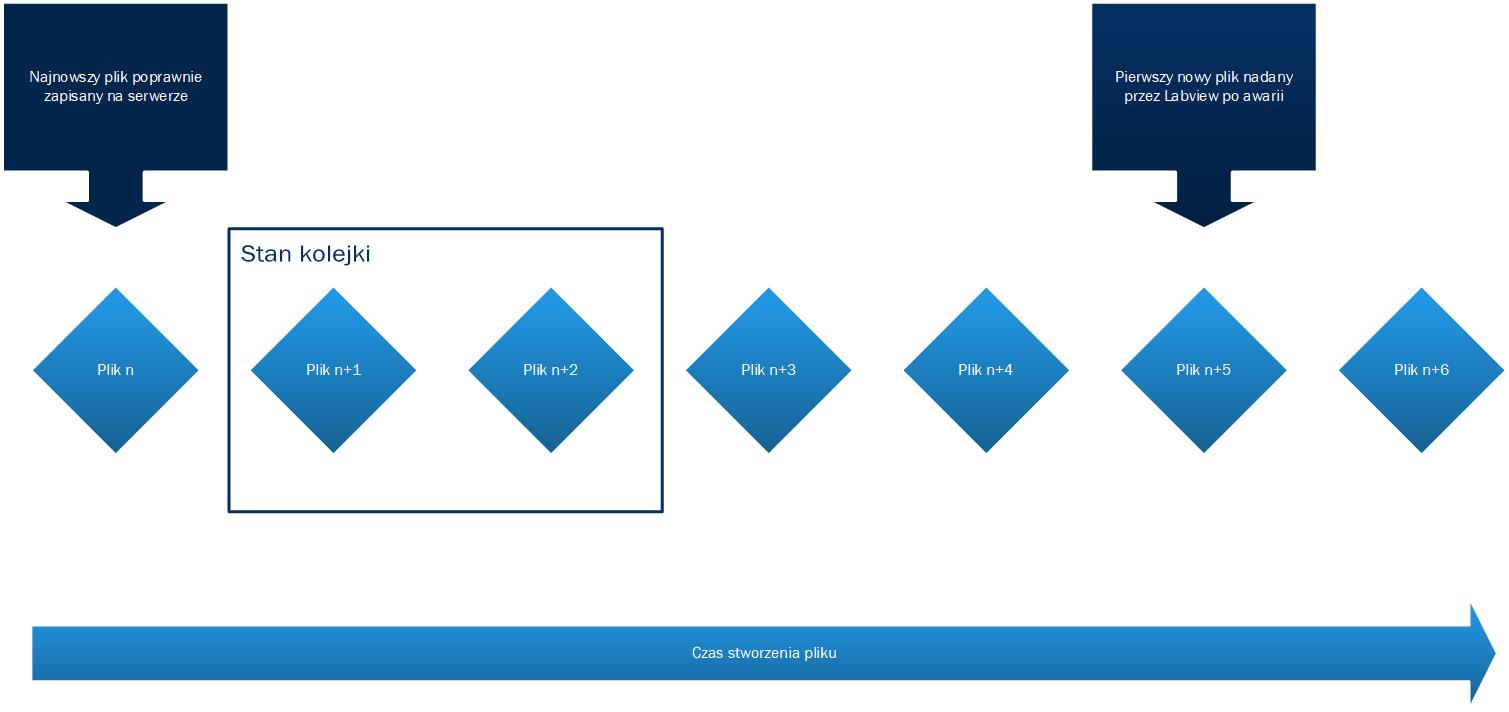 Najnowszy plik poprawnie
zapisany na serwerze
Pierwszy nowy plik nadany
przez Labview po awarii
Stan kolejki
Plik n
Plik n+1
Plik n+2
Plik n+3
Plik n+4
Plik n+5
Plik n+6
Czas stworzenia pliku